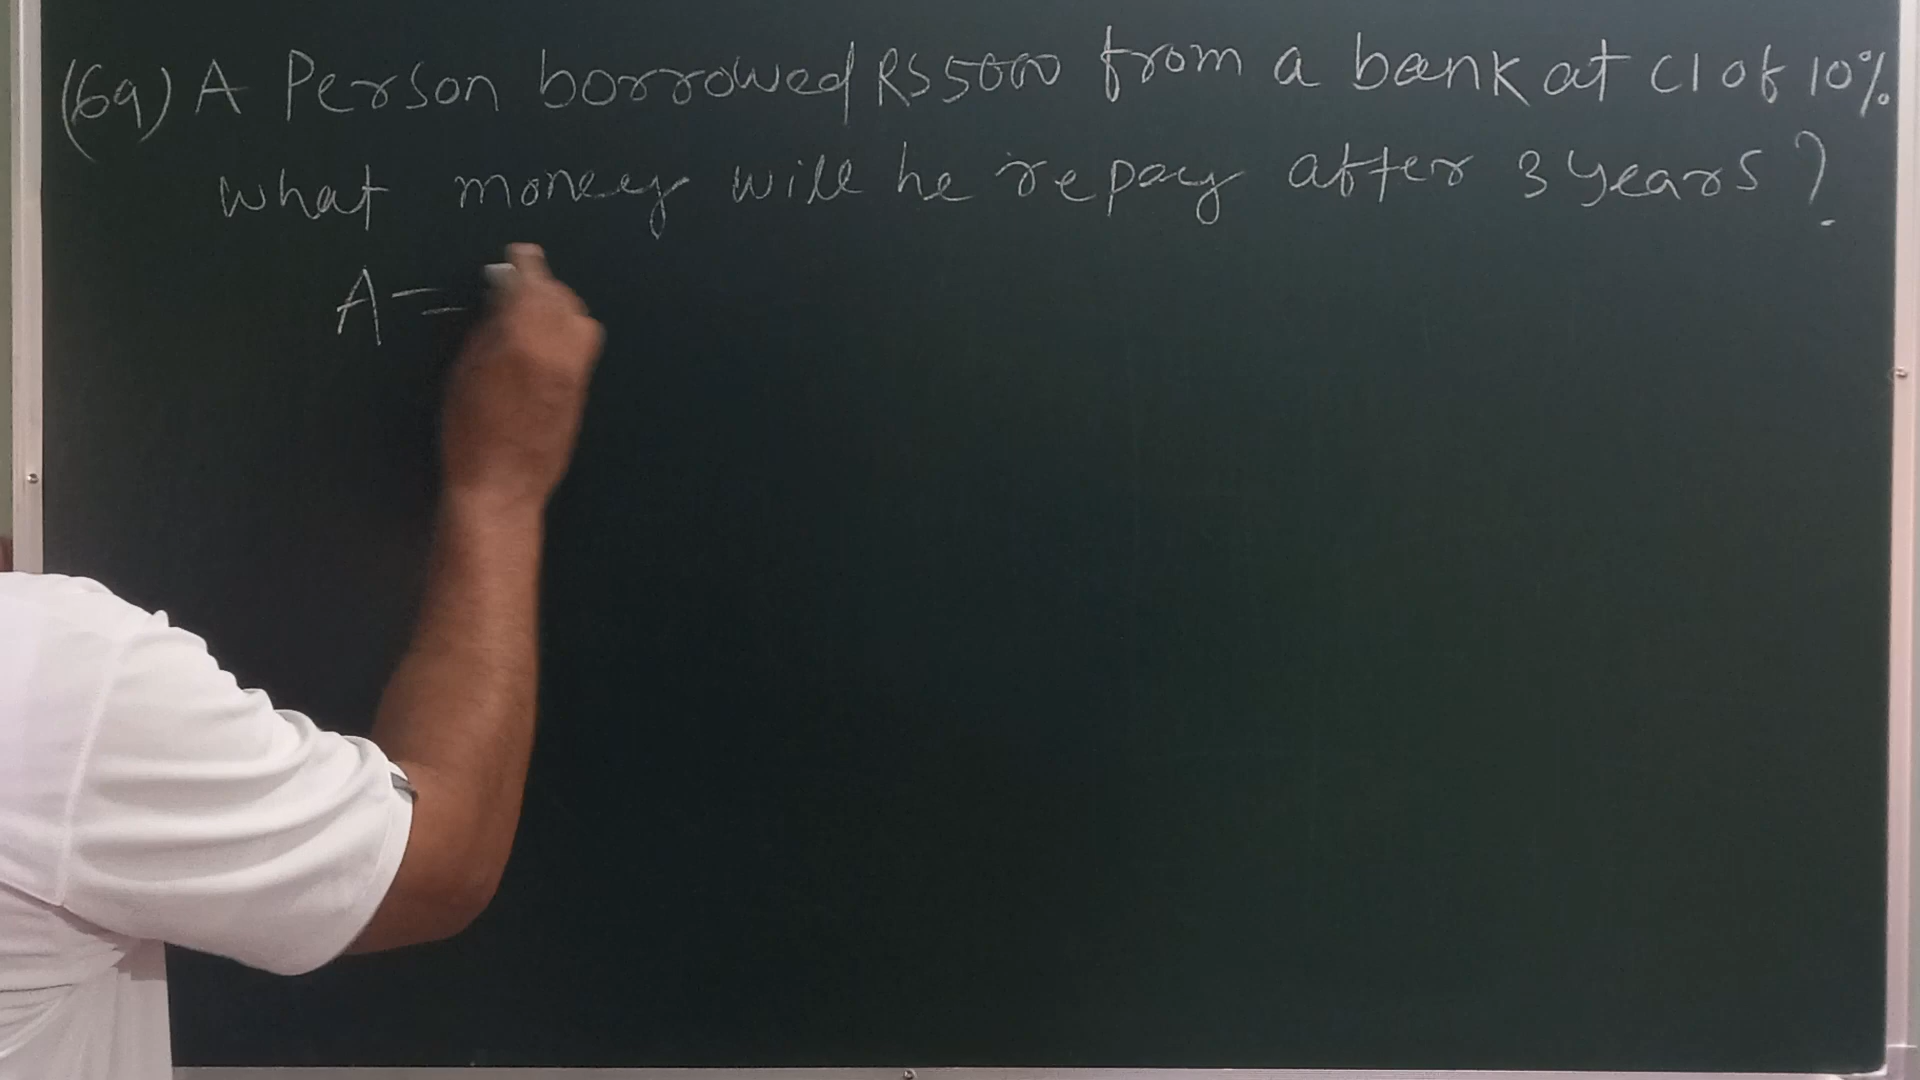 (69) A Person borrowed RS 5000 from a bank at CI of 10%.
what money will he repay after 3 years?
A =